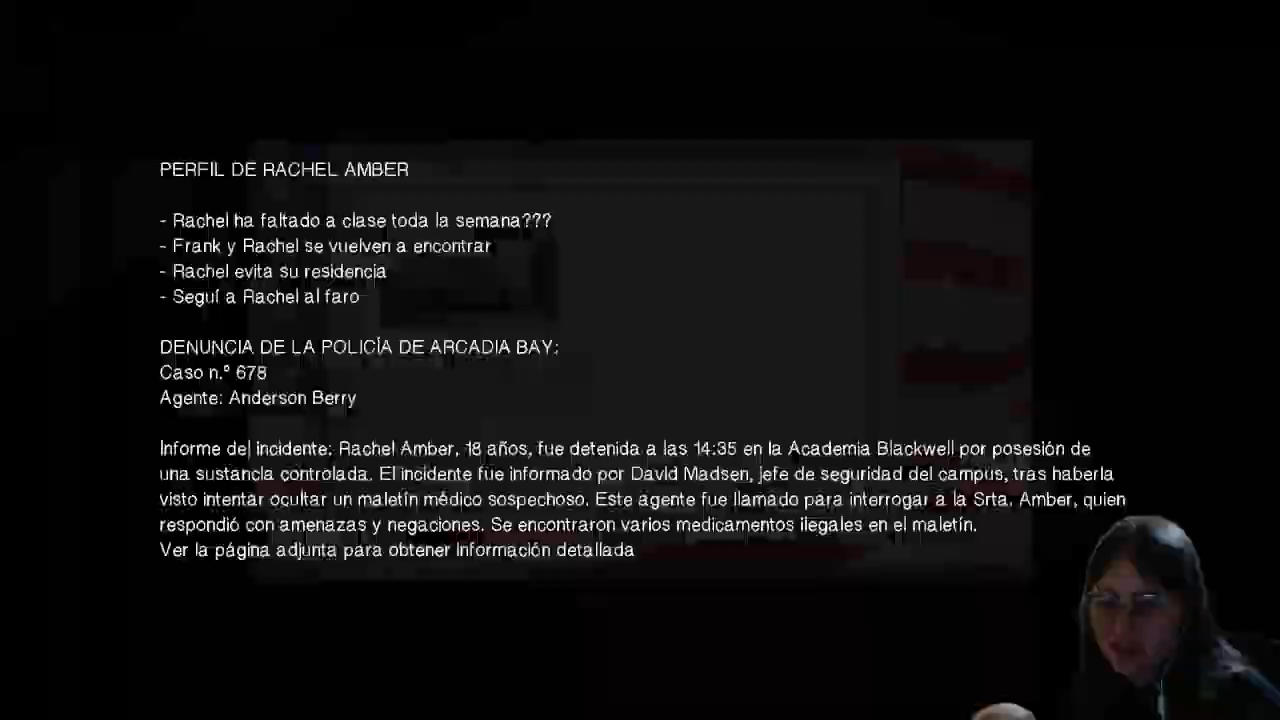 PERFIL DE RACHEL AMBER
- Rachel ha faltado a clase toda la semana???
- Frank y Rachel se vuelven a encontrar
- Rachel evita su residencia
- Seguí a Rachel al faro
DENUNCIA DE LA POLICÍA DE ARCADIA BAY:
Caso n.º 678
Agente: Anderson Berry
Informe del incidente: Rachel Amber, 18 años, fue detenida a las 14:35 en la Academia Blackwell por posesión de
una sustancia controlada. El incidente fue informado por David Madsen, jefe de seguridad del campus, tras haberla
visto intentar ocultar un maletín médico sospechoso. Este agente fue llamado para interrogar a la Srta. Amber, quien
respondió con amenazas y negaciones. Se encontraron varios medicamentos ilegales en el maletín.
Ver la página adjunta para obtener información detallada